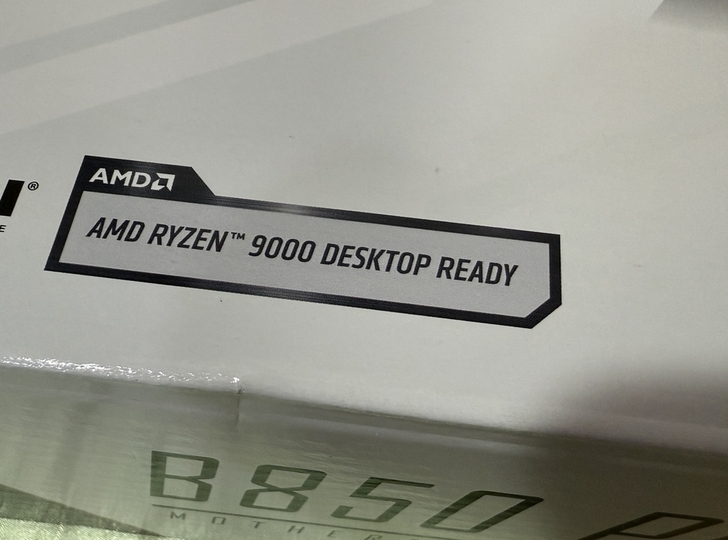 ®
AMD
AMD RYZEN™ 9000 DESKTOP READY
B850 P